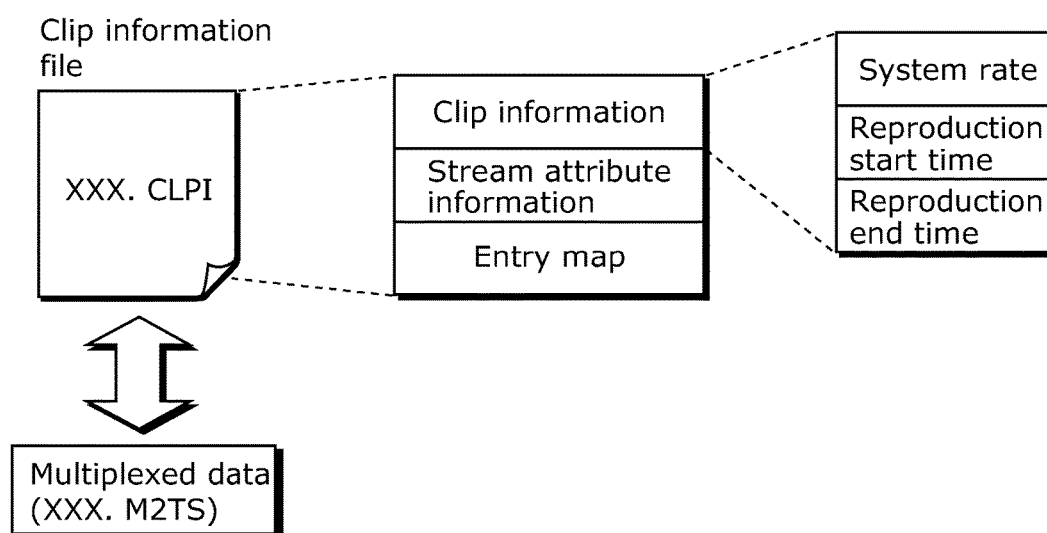 Clip information
file
XXX. CLPI
Multiplexed data
(XXX. M2TS)
Clip information
Stream attribute
information
Entry map
System rate
Reproduction
start time
Reproduction
end time